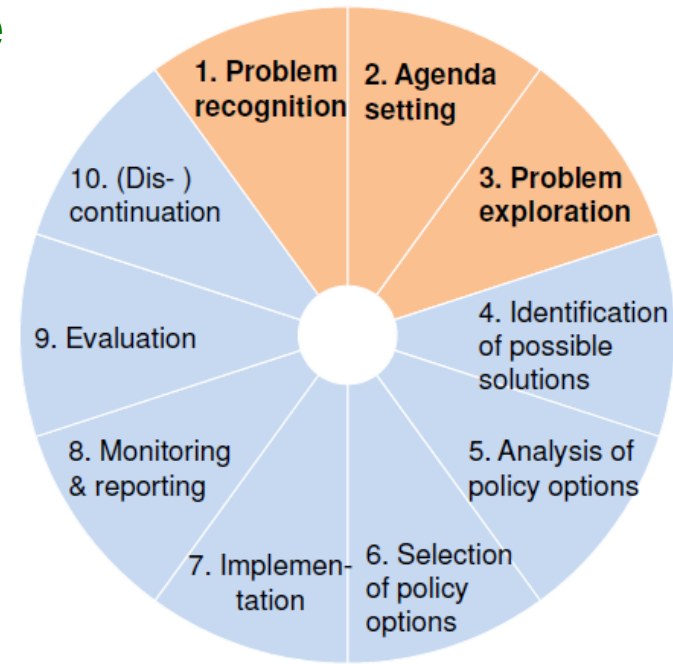 e
1. Problem
recognition
2. Agenda
setting
3. Problem
exploration
4. Identification
of possible
solutions
5. Analysis of
policy options
6. Selection
of policy
options
7. Implemen-
tation
8. Monitoring
& reporting
9. Evaluation
10. (Dis- )
continuation